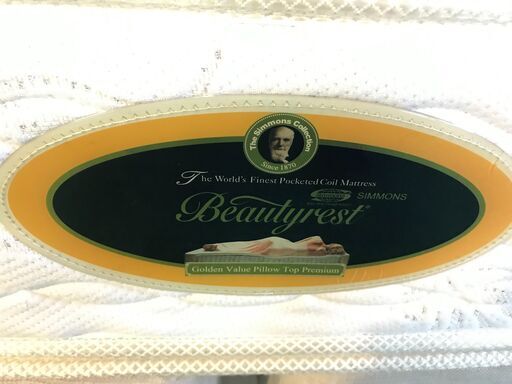 The Simmons Collection
Since 1870
The World's Finest Pocketed Coil Mattress
SIMMONS
Beautyrest®
Golden Value Pillow Top Premium